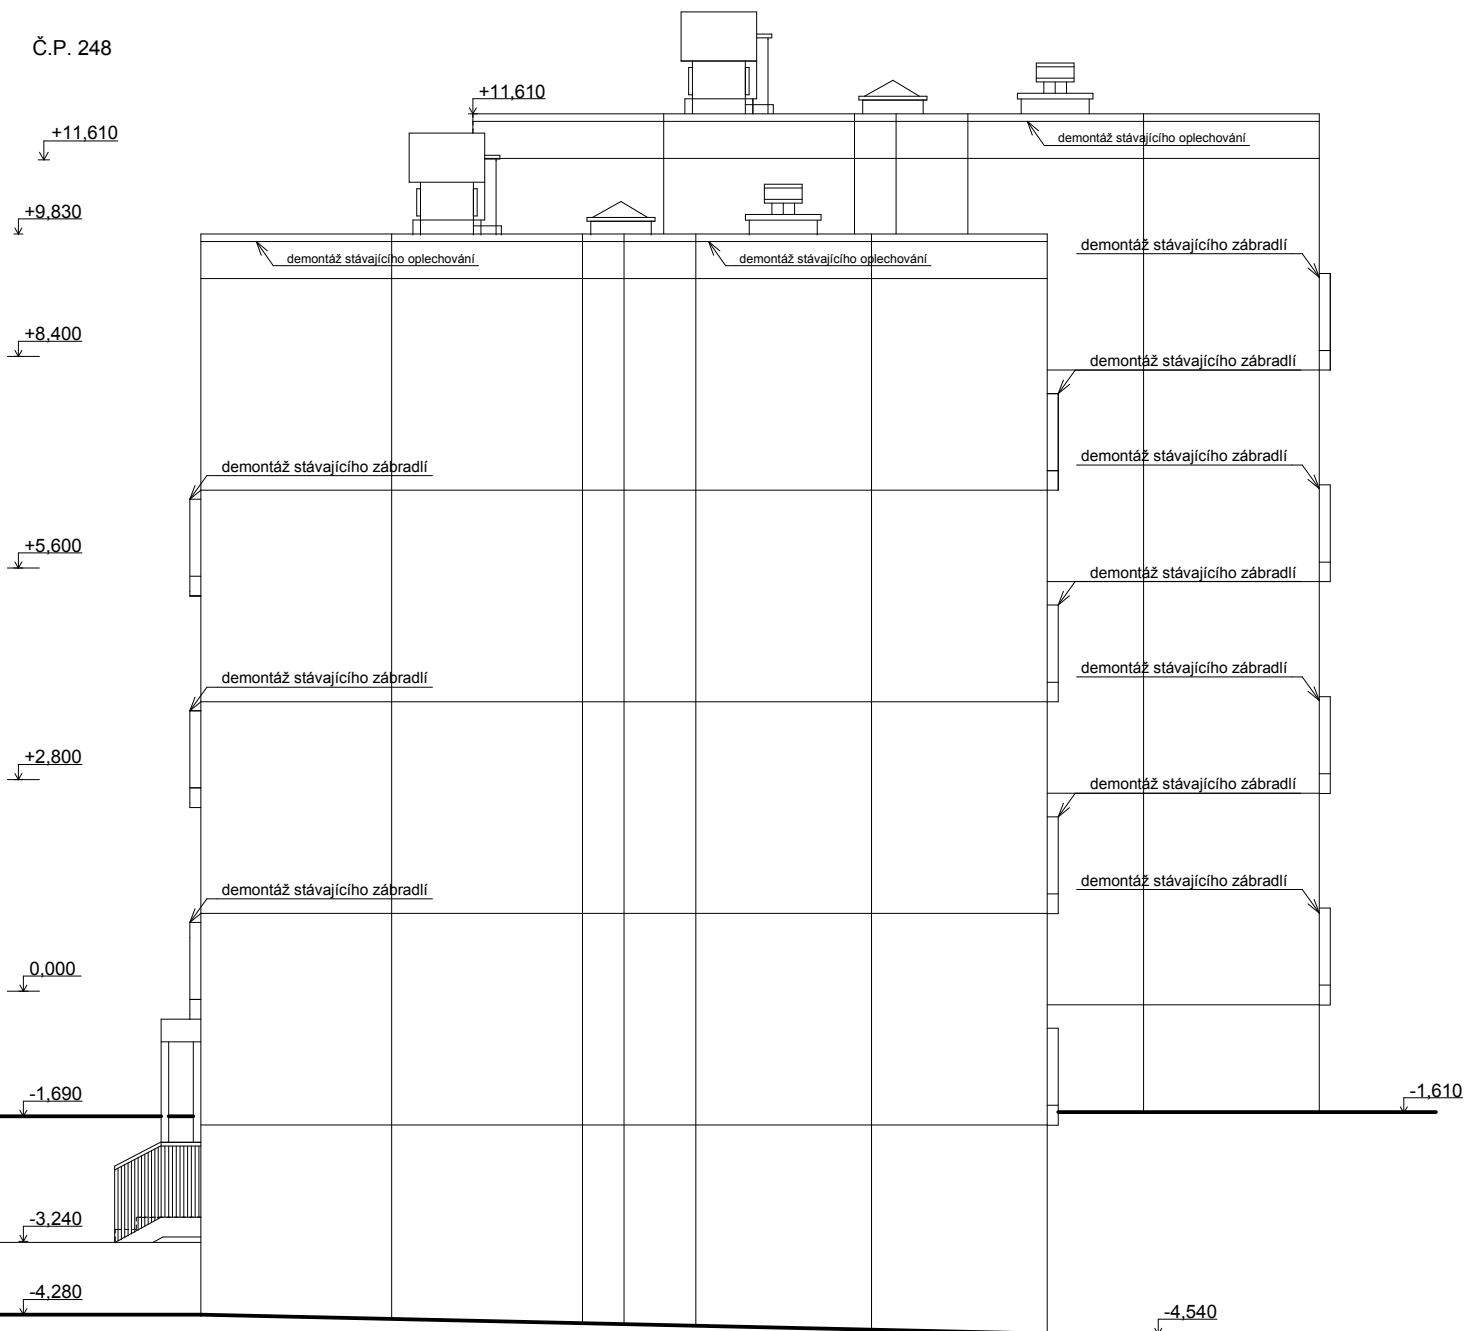 Č.P. 248
+11,610
+11,610
demontáž stávajícího oplechování
+9,830
demontáž stávajícího zábradlí
demontáž stávajícího oplechování
demontáž stávajícího oplechování
+8,400
demontáž stávajícího zábradlí
demontáž stávajícího zábradlí
demontáž stávajícího zábradlí
+5,600
demontáž stávajícího zábradlí
demontáž stávajícího zábradlí
demontáž stávajícího zábradlí
+2,800
demontáž stávajícího zábradlí
demontáž stávajícího zábradlí
demontáž stávajícího zábradlí
0,000
-1,690
-1,610
-3,240
-4,280
-4,540